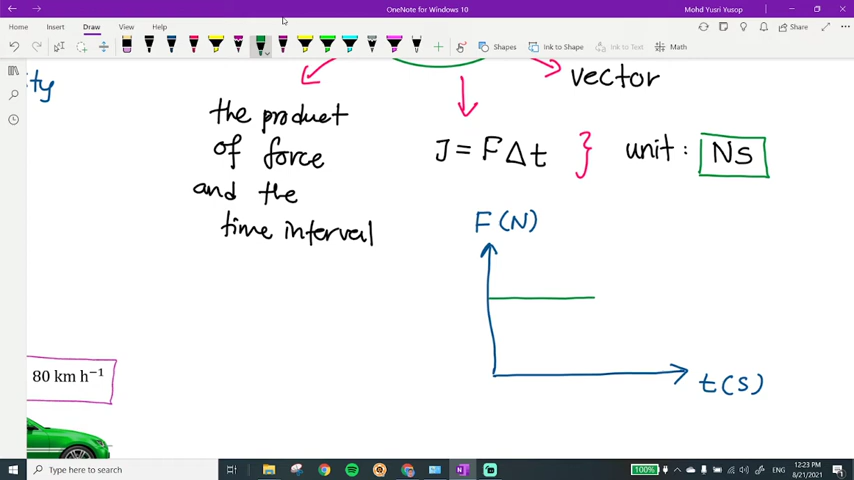 OneNote for Windows 10
Mohd Yusri Yusop
Home
Insert
Draw
View
Help
Shapes
Ink to Shape
Ink to Text
Math
ty
the product
of force
and the
time interval
vector
J = F Δt } unit : Ns
F (N)
t (s)
80 km h⁻¹
Type here to search
100%
ENG
12:23 PM
8/21/2021